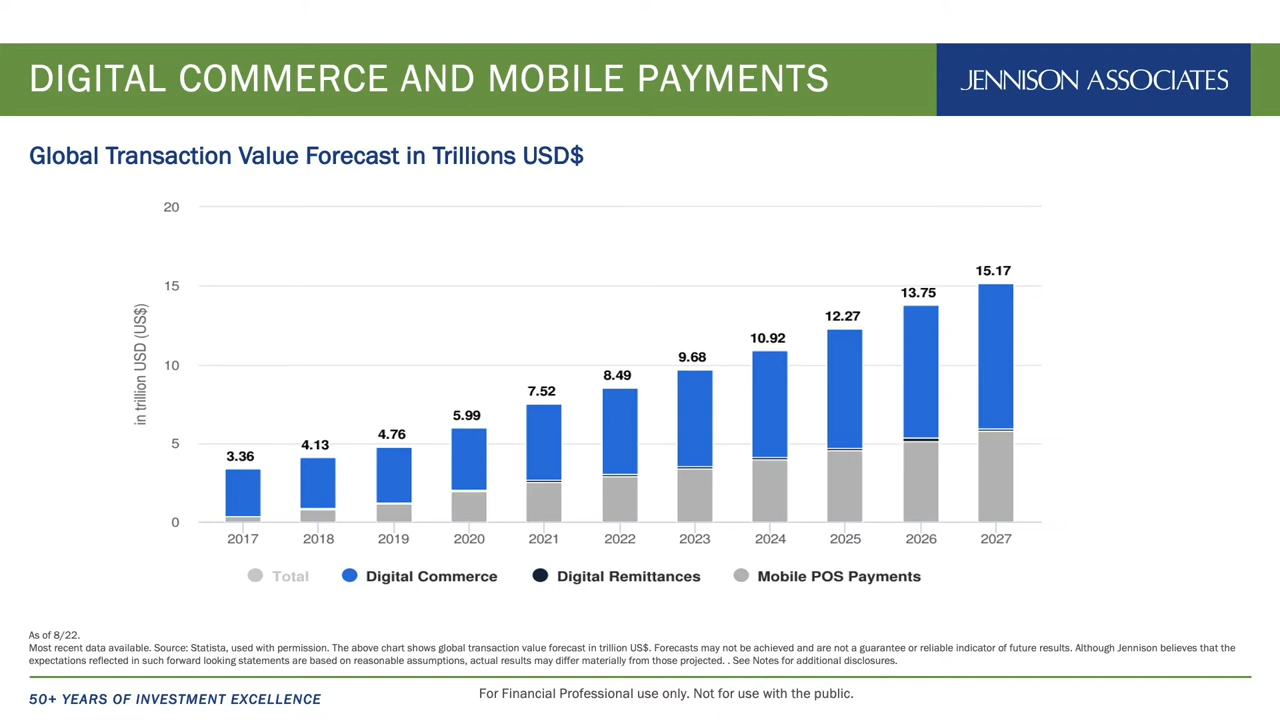 DIGITAL COMMERCE AND MOBILE PAYMENTS
JENNISON ASSOCIATES
Global Transaction Value Forecast in Trillions USD$
in trillion USD (US$)
20
15
10
5
0
3.36
4.13
4.76
5.99
7.52
8.49
9.68
10.92
12.27
13.75
15.17
2017 2018 2019 2020 2021 2022 2023 2024 2025 2026 2027
Total Digital Commerce Digital Remittances Mobile POS Payments
As of 8/22.
Most recent data available. Source: Statista, used with permission. The above chart shows global transaction value forecast in trillion US$. Forecasts may not be achieved and are not a guarantee or reliable indicator of future results. Although Jennison believes that the
expectations reflected in such forward looking statements are based on reasonable assumptions, actual results may differ materially from those projected. . See Notes for additional disclosures.
50+ YEARS OF INVESTMENT EXCELLENCE
For Financial Professional use only. Not for use with the public.